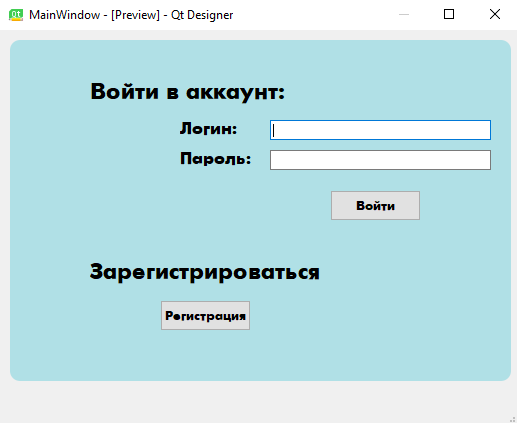 MainWindow - [Preview] - Qt Designer
Войти в аккаунт:
Логин:
Пароль:
Войти
Зарегистрироваться
Регистрация